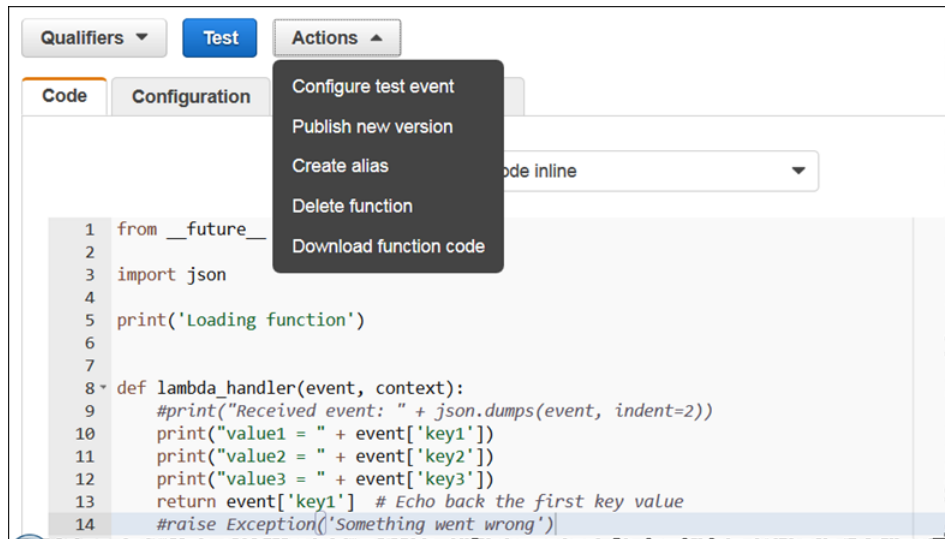 Qualifiers Test Actions
Configure test event
Publish new version
Create alias
Delete function
Download function code
Code Configuration
ode inline
1 from __future__
2
3 import json
4
5 print('Loading function')
6
7
8 def lambda_handler(event, context):
9 #print("Received event: " + json.dumps(event, indent=2))
10 print("value1 = " + event['key1'])
11 print("value2 = " + event['key2'])
12 print("value3 = " + event['key3'])
13 return event['key1'] # Echo back the first key value
14 #raise Exception('Something went wrong')